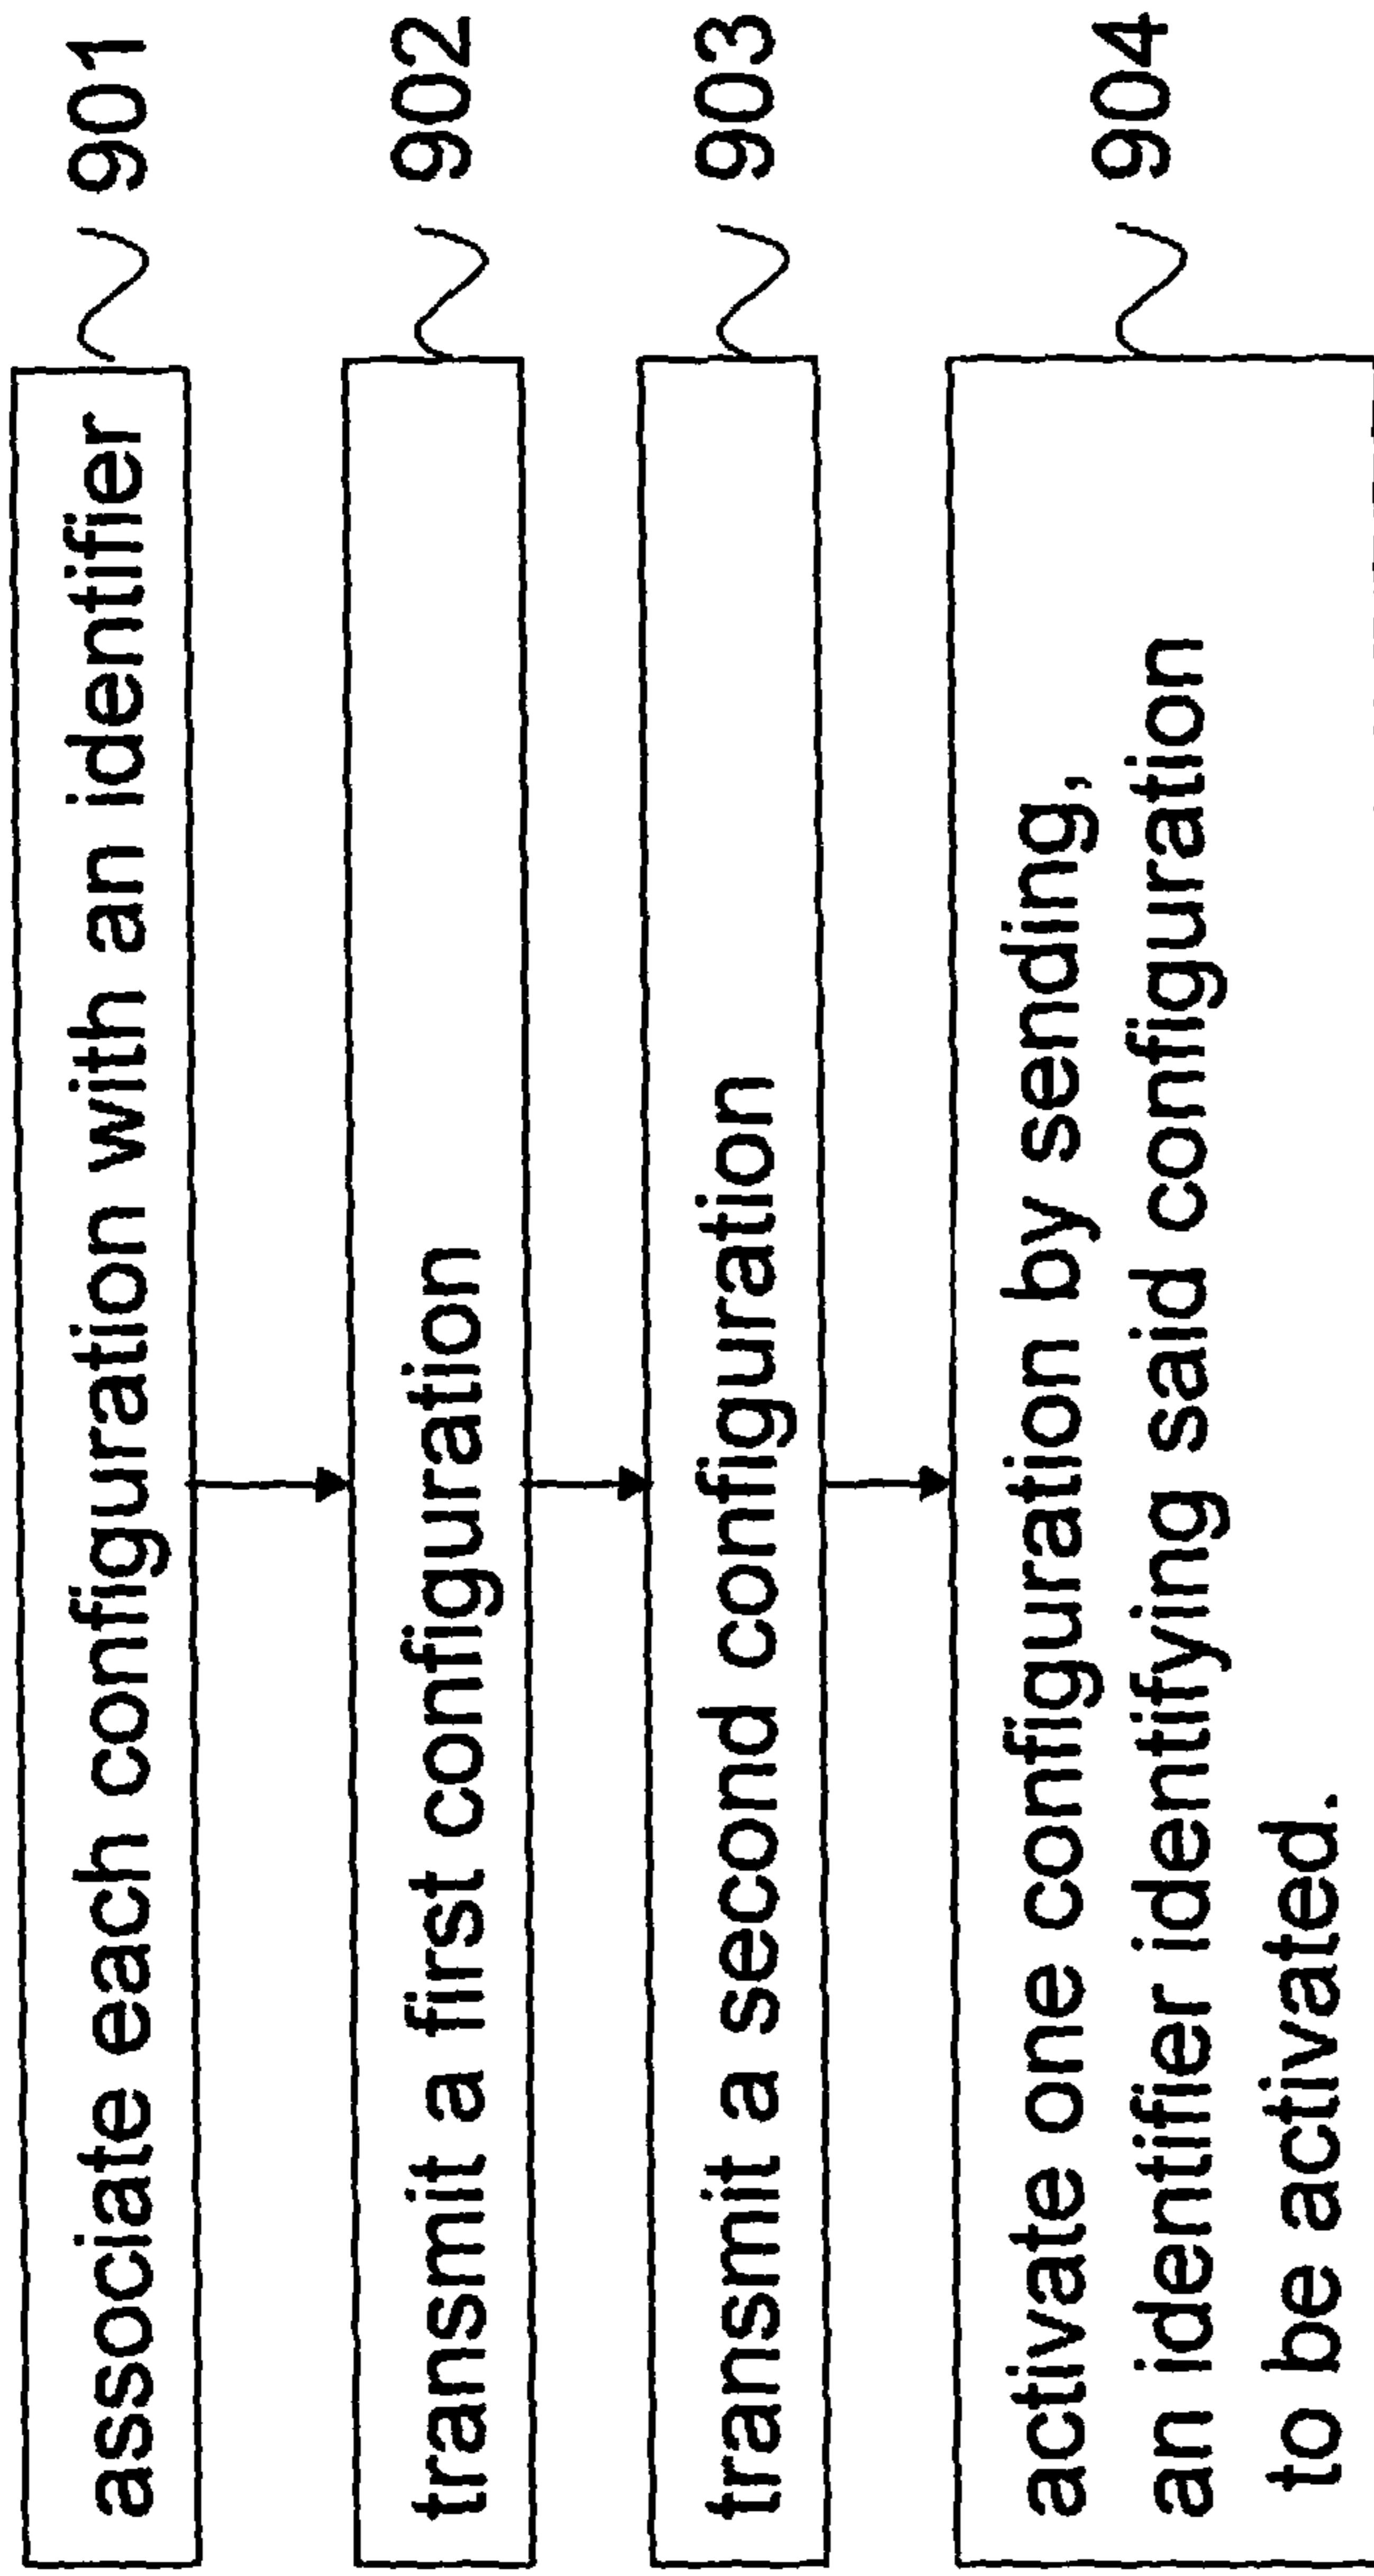 associate each configuration with an identifier
901
transmit a first configuration
902
transmit a second configuration
903
activate one configuration by sending,
an identifier identifying said configuration
to be activated.
904